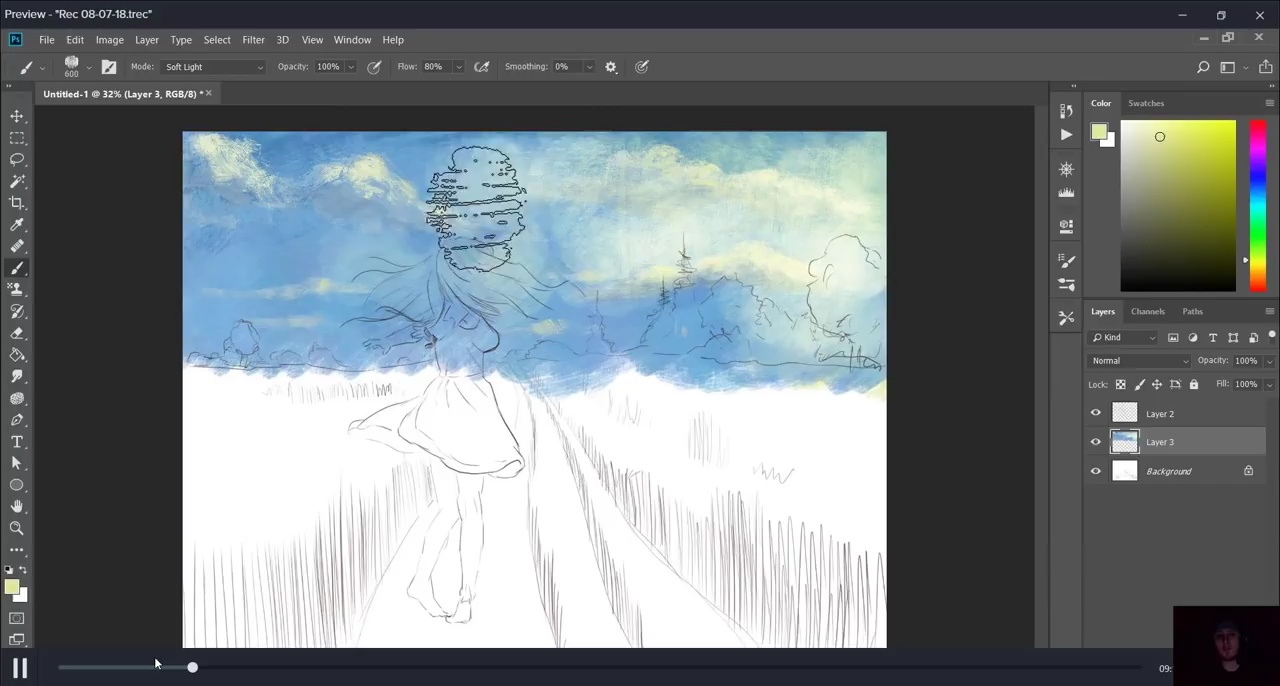 Preview - "Rec 08-07-18.trec"
Ps File Edit Image Layer Type Select Filter 3D View Window Help
600 Mode: Soft Light Opacity: 100% Flow: 80% Smoothing: 0%
Untitled-1 @ 32% (Layer 3, RGB/8) *
Color Swatches
Layers Channels Paths
Kind
Normal Opacity: 100%
Lock: Fill: 100%
Layer 2
Layer 3
Background
09: